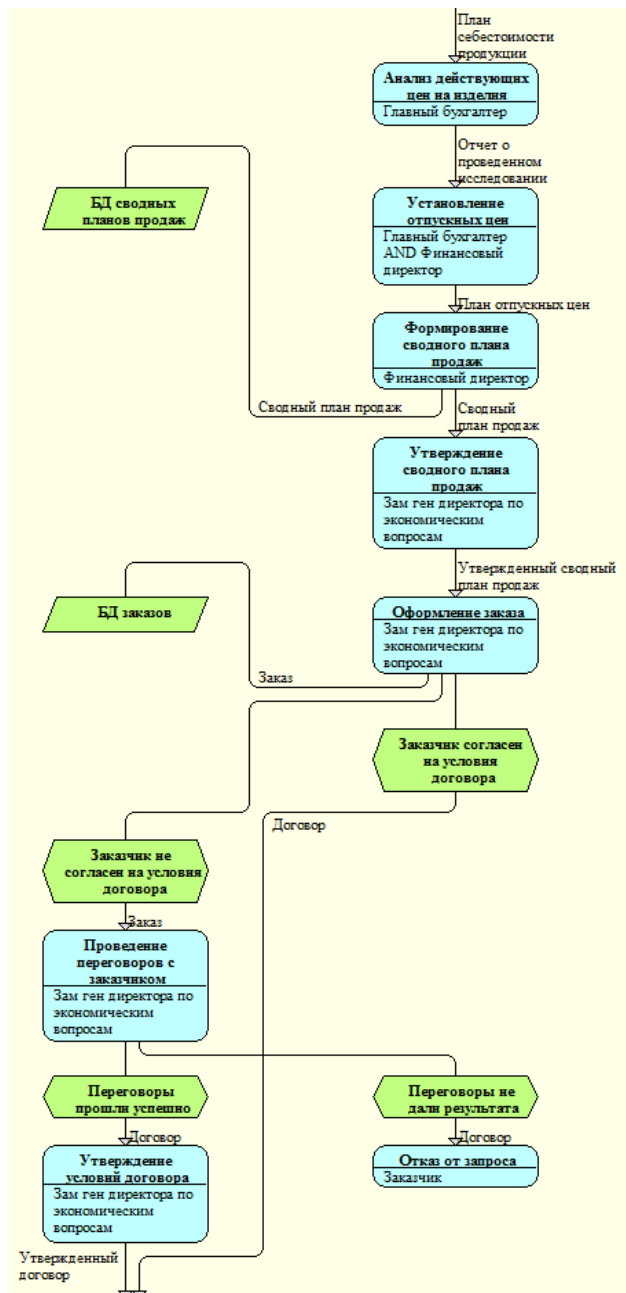 План
себестоимости
продукции
Анализ действующих
цен на изделия
Главный бухгалтер
Отчет о
проведенном
исследовании
БД сводных
планов продаж
Установление
отпускных цен
Главный бухгалтер
AND Финансовый
директор
План отпускных цен
Формирование
сводного плана
продаж
Финансовый директор
Сводный план продаж
Сводный
план продаж
Утверждение
сводного плана
продаж
Зам ген директора по
экономическим
вопросам
Утвержденный сводный
план продаж
БД заказов
Оформление заказа
Зам ген директора по
экономическим
вопросам
Заказ
Заказчик согласен
на условия
договора
Договор
Заказчик не
согласен на условия
договора
Заказ
Проведение
переговоров с
заказчиком
Зам ген директора по
экономическим
вопросам
Переговоры
прошли успешно
Переговоры не
дали результата
Договор
Договор
Утверждение
условий договора
Зам ген директора по
экономическим
вопросам
Отказ от запроса
Заказчик
Утвержденный
договор